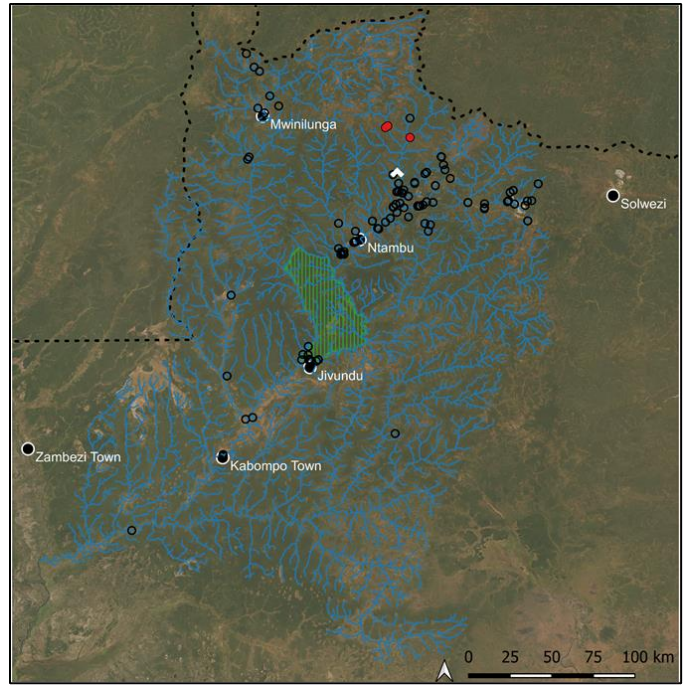 Mwinilunga
Solwezi
Ntambu
Jivundu
Zambezi Town
Kabompo Town
0 25 50 75 100 km